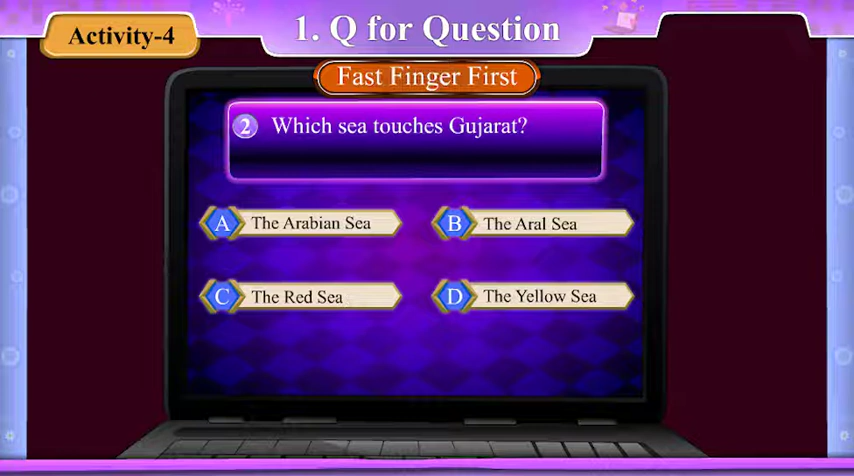 Activity-4
1. Q for Question
Fast Finger First
2 Which sea touches Gujarat?
A The Arabian Sea
B The Aral Sea
C The Red Sea
D The Yellow Sea